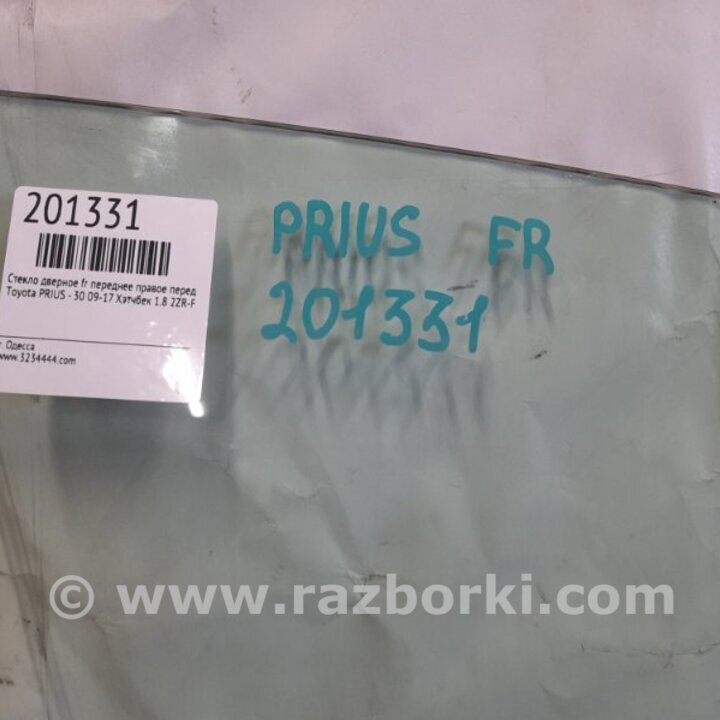 201331
Стекло дверное fr переднее правое перед
Toyota PRIUS - 30 09-17 Хэтчбек 1.8 2ZR-F
г. Одесса
www.3234444.com
PRIUS FR
201331
© www.razborki.com